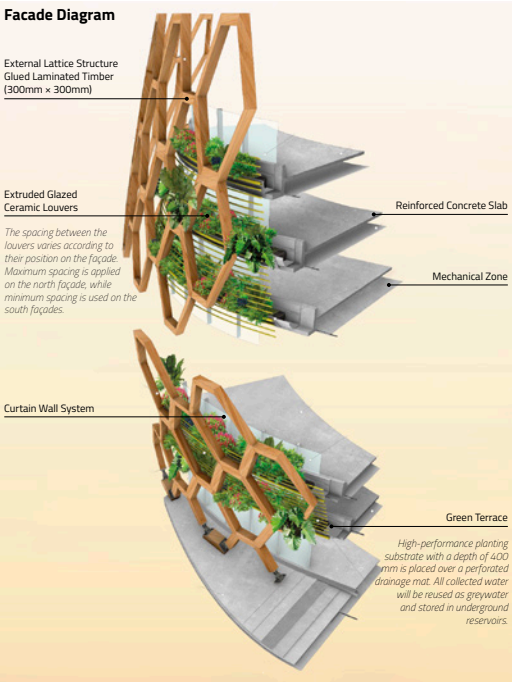 Facade Diagram
External Lattice Structure
Glued Laminated Timber
(300mm × 300mm)
Extruded Glazed
Ceramic Louvers
The spacing between the
louvers varies according to
their position on the façade.
Maximum spacing is applied
on the north façade, while
minimum spacing is used on the
south façades.
Reinforced Concrete Slab
Mechanical Zone
Curtain Wall System
Green Terrace
High-performance planting
substrate with a depth of 400
mm is placed over a perforated
drainage mat. All collected water
will be reused as greywater
and stored in underground
reservoirs.